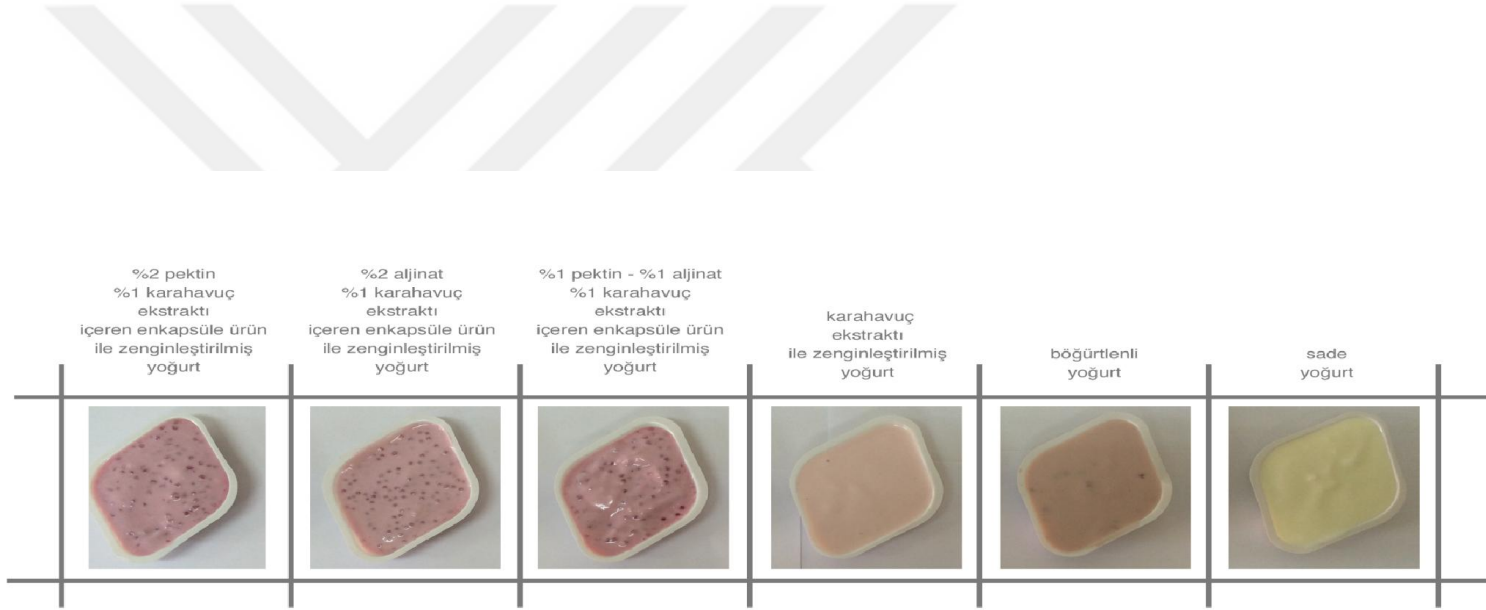 %2 pektin
%1 karahavuç
ekstraktı
içeren enkapsüle ürün
ile zenginleştirilmiş
yoğurt
%2 aljinat
%1 karahavuç
ekstraktı
içeren enkapsüle ürün
ile zenginleştirilmiş
yoğurt
%1 pektin - %1 aljinat
%1 karahavuç
ekstraktı
içeren enkapsüle ürün
ile zenginleştirilmiş
yoğurt
karahavuç
ekstraktı
ile zenginleştirilmiş
yoğurt
böğürtlenli
yoğurt
sade
yoğurt